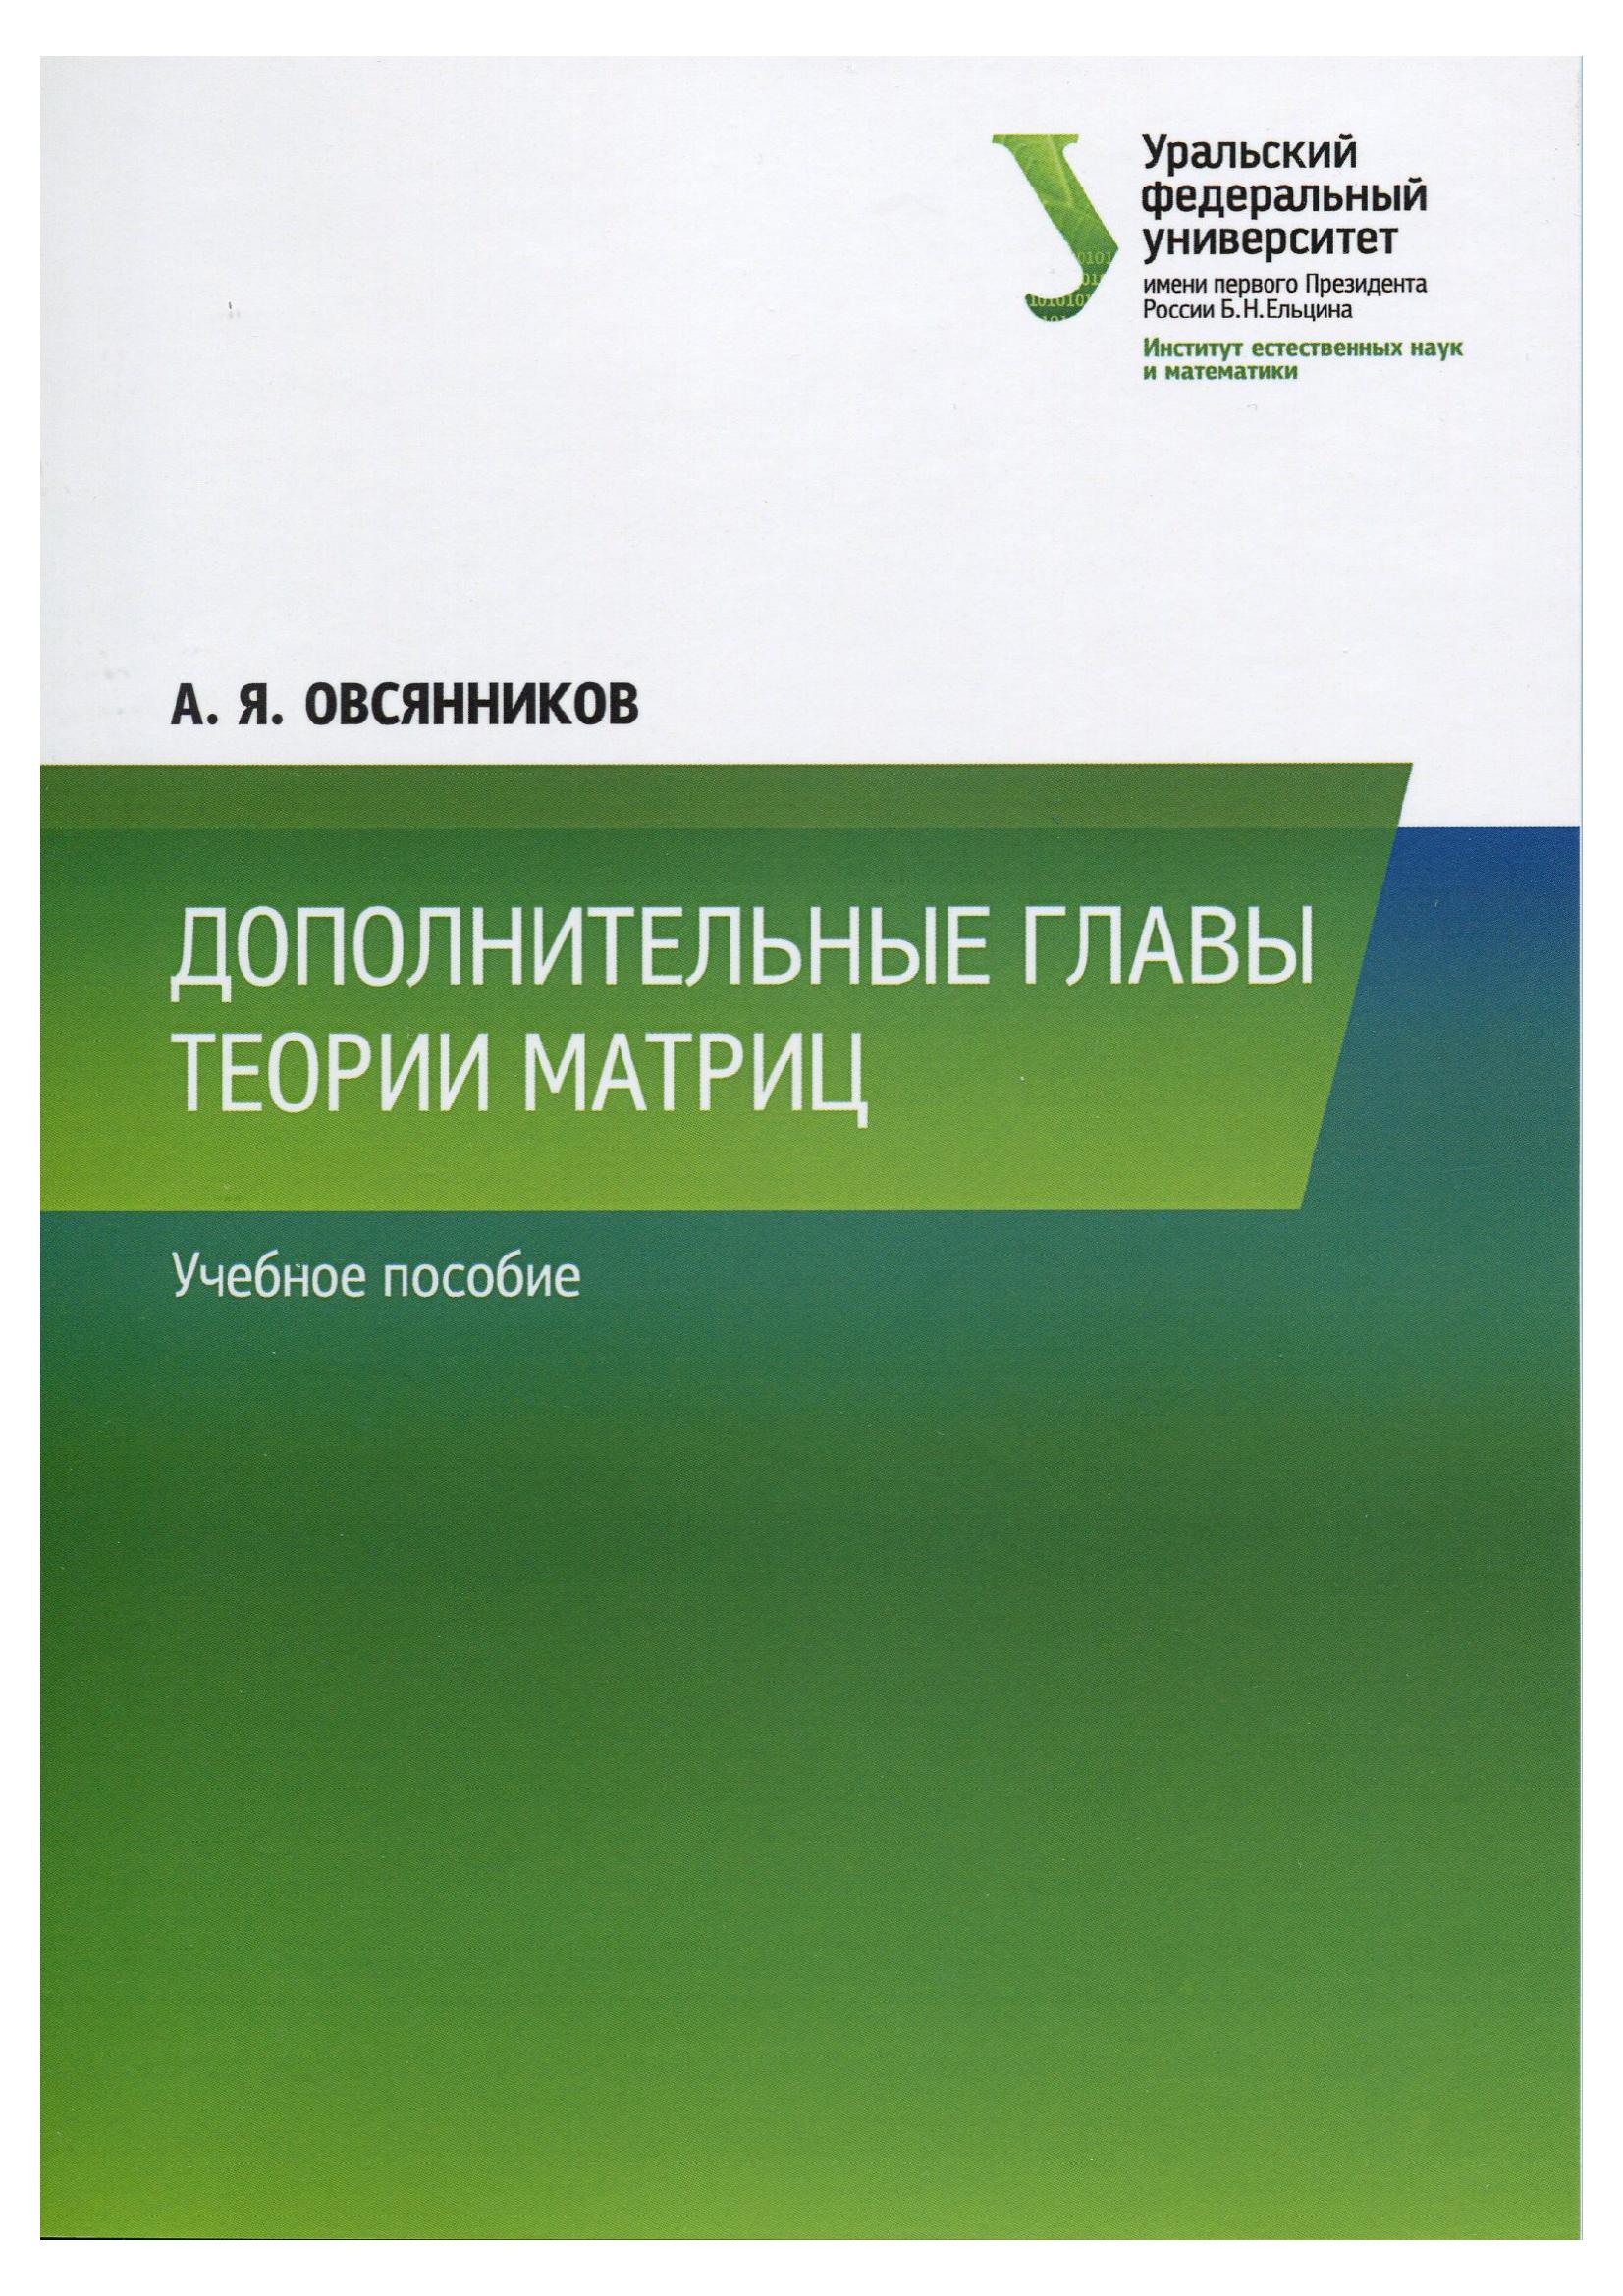 Уральский
федеральный
университет
имени первого Президента
России Б.Н.Ельцина
Институт естественных наук
и математики
А. Я. ОВСЯННИКОВ
ДОПОЛНИТЕЛЬНЫЕ ГЛАВЫ
ТЕОРИИ МАТРИЦ
Учебное пособие